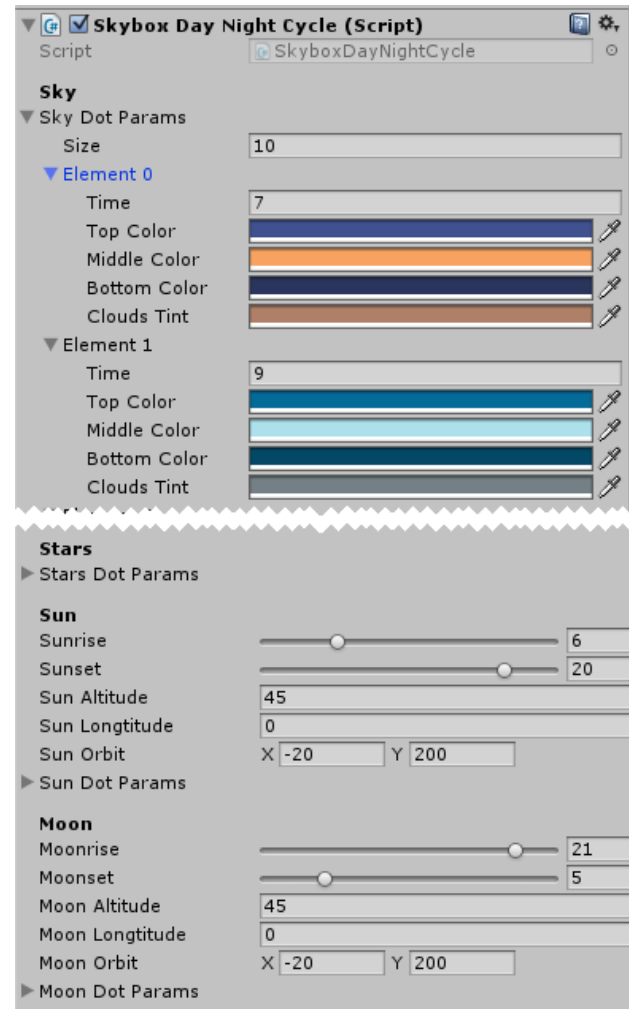 Skybox Day Night Cycle (Script)
Script SkyboxDayNightCycle
Sky
Sky Dot Params
Size 10
Element 0
Time 7
Top Color
Middle Color
Bottom Color
Clouds Tint
Element 1
Time 9
Top Color
Middle Color
Bottom Color
Clouds Tint
Stars
Stars Dot Params
Sun
Sunrise 6
Sunset 20
Sun Altitude 45
Sun Longtitude 0
Sun Orbit X -20 Y 200
Sun Dot Params
Moon
Moonrise 21
Moonset 5
Moon Altitude 45
Moon Longtitude 0
Moon Orbit X -20 Y 200
Moon Dot Params